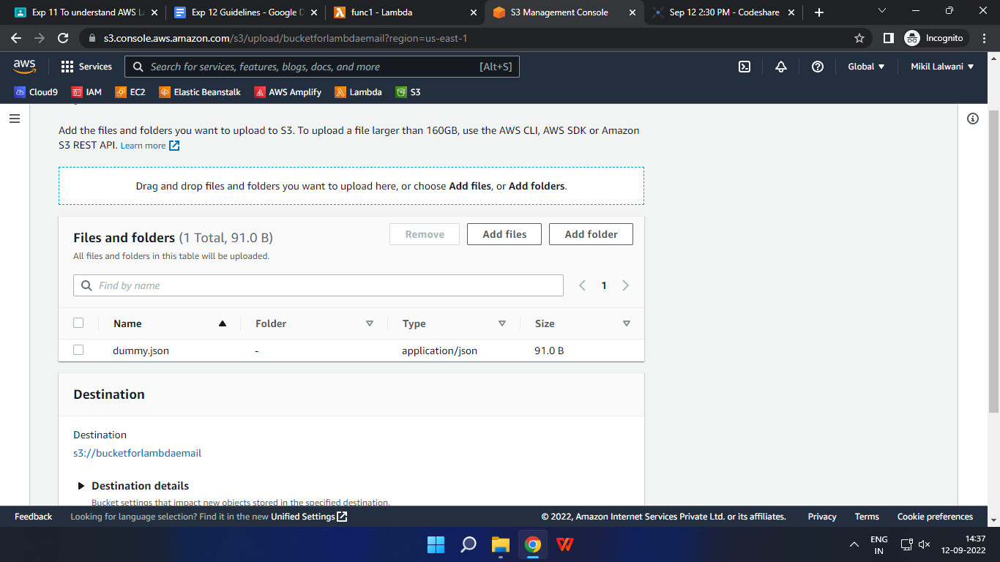 Exp 11 To understand AWS La
Exp 12 Guidelines - Google D
func1 - Lambda
S3 Management Console
Sep 12 2:30 PM - Codeshare
s3.console.aws.amazon.com/s3/upload/bucketforlambdaemail?region=us-east-1
Incognito
aws
Services
Search for services, features, blogs, docs, and more
[Alt+S]
Global
Mikil Lalwani
Cloud9
IAM
EC2
Elastic Beanstalk
AWS Amplify
Lambda
S3
Add the files and folders you want to upload to S3. To upload a file larger than 160GB, use the AWS CLI, AWS SDK or Amazon
S3 REST API. Learn more
Drag and drop files and folders you want to upload here, or choose Add files, or Add folders.
Files and folders (1 Total, 91.0 B)
Remove
Add files
Add folder
All files and folders in this table will be uploaded.
Find by name
1
Name
Folder
Type
Size
dummy.json
-
application/json
91.0 B
Destination
Destination
s3://bucketforlambdaemail
Destination details
Bucket settings that impact new objects stored in the specified destination.
Feedback
Looking for language selection? Find it in the new Unified Settings
© 2022, Amazon Internet Services Private Ltd. or its affiliates.
Privacy
Terms
Cookie preferences
ENG
IN
14:37
12-09-2022